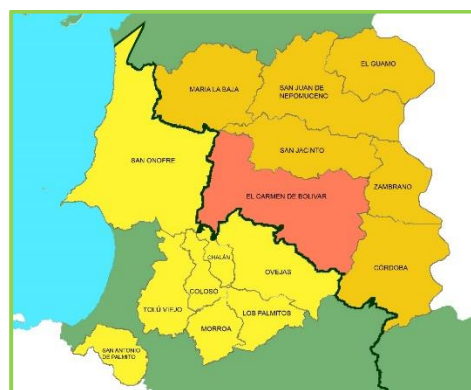 EL GUAMO
MARIA LA BAJA
SAN JUAN DE
NEPOMUCENC
SAN JACINTO
SAN ONOFRE
ZAMBRANO
EL CARMEN DE BOLIVAR
CHALÁN
OVEJAS
CÓRDOBA
COLOSO
TOLÚ VIEJO
LOS PALMITOS
MORROA
SAN ANTONIO
DE PALMITO